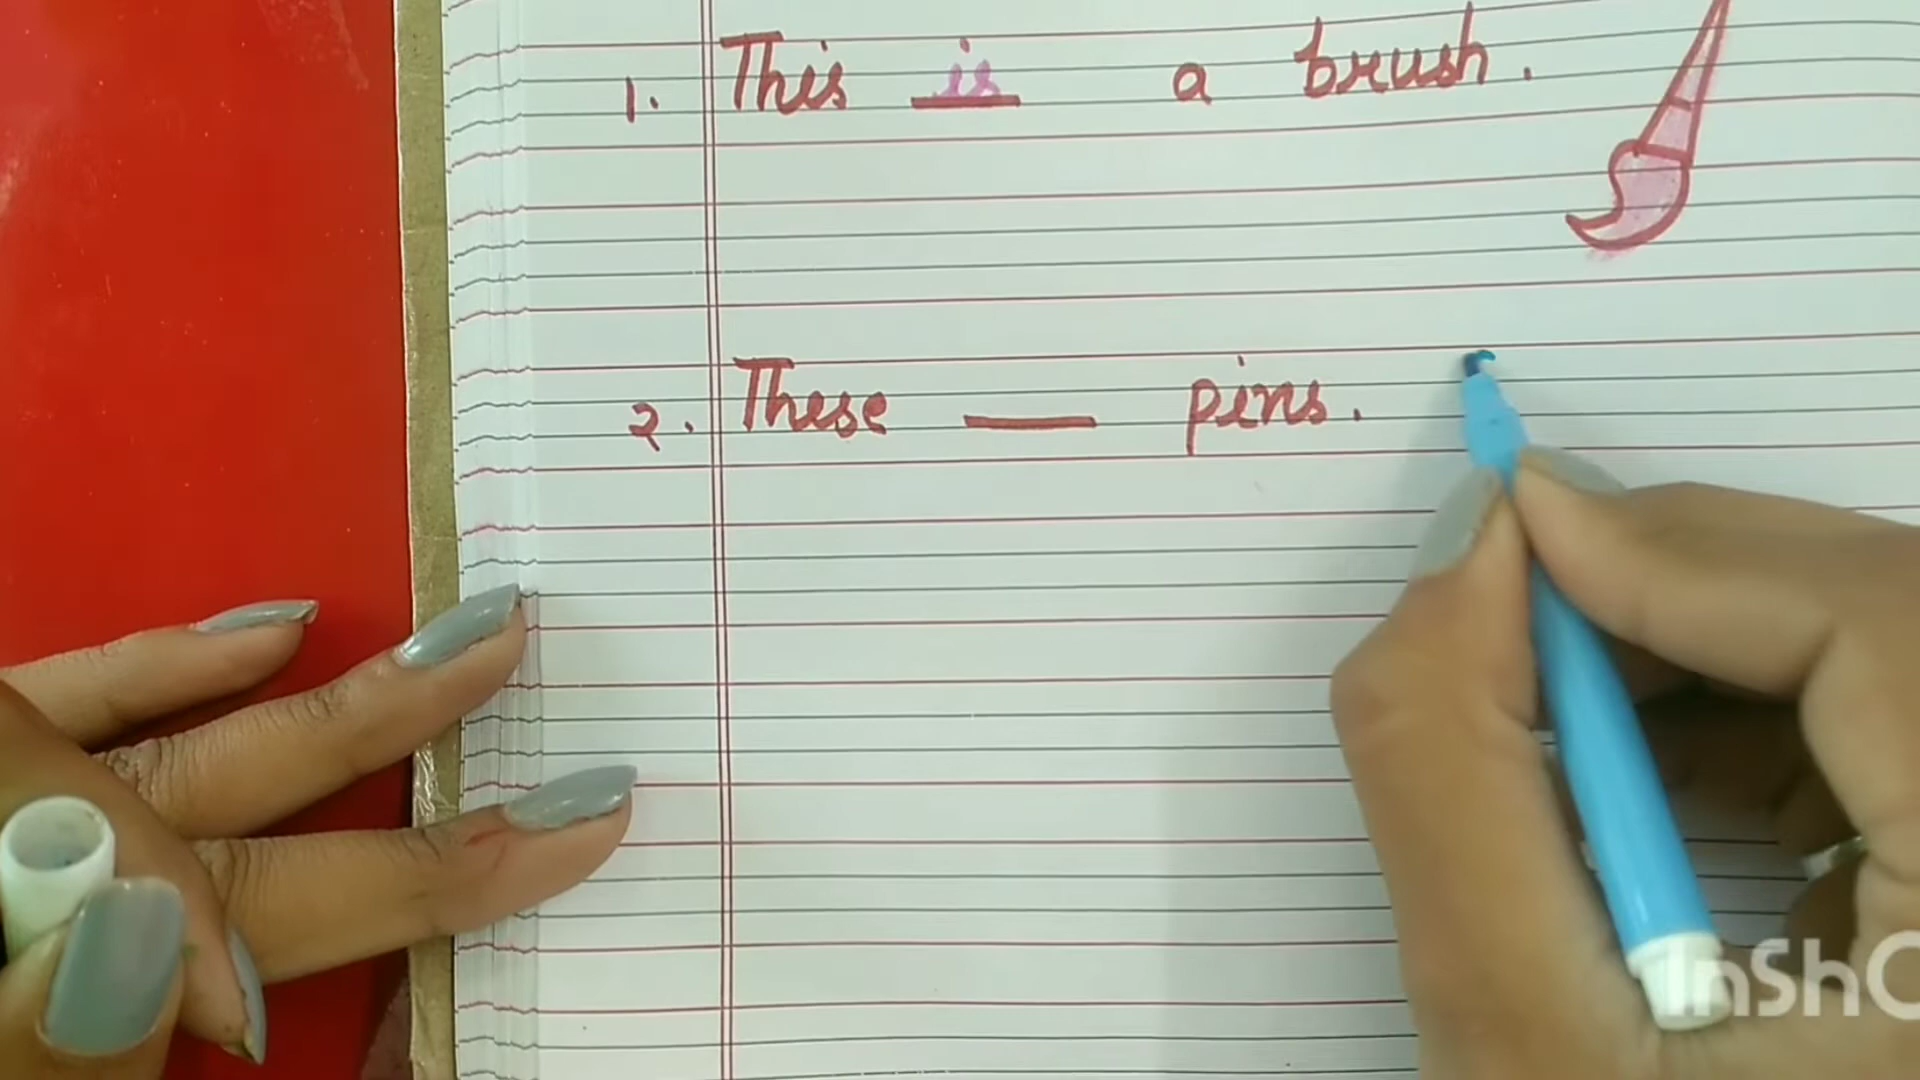 1. This is a brush.
2. These ___ pins.
InShO